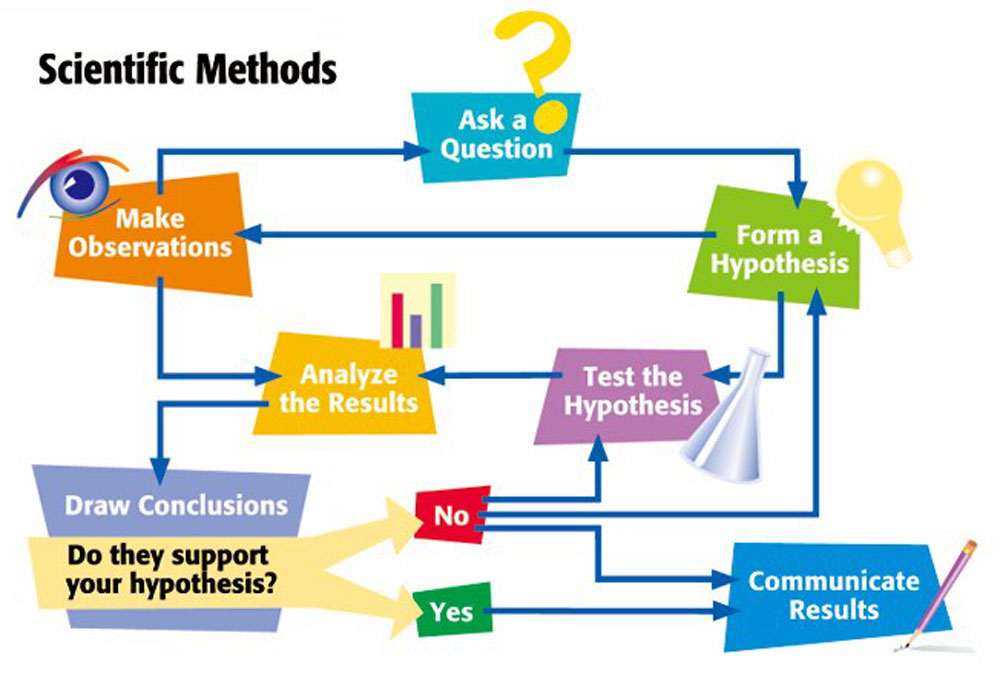 Scientific Methods
Ask a
Question
Make
Observations
Form a
Hypothesis
Analyze
the Results
Test the
Hypothesis
Draw Conclusions
Do they support
your hypothesis?
No
Yes
Communicate
Results